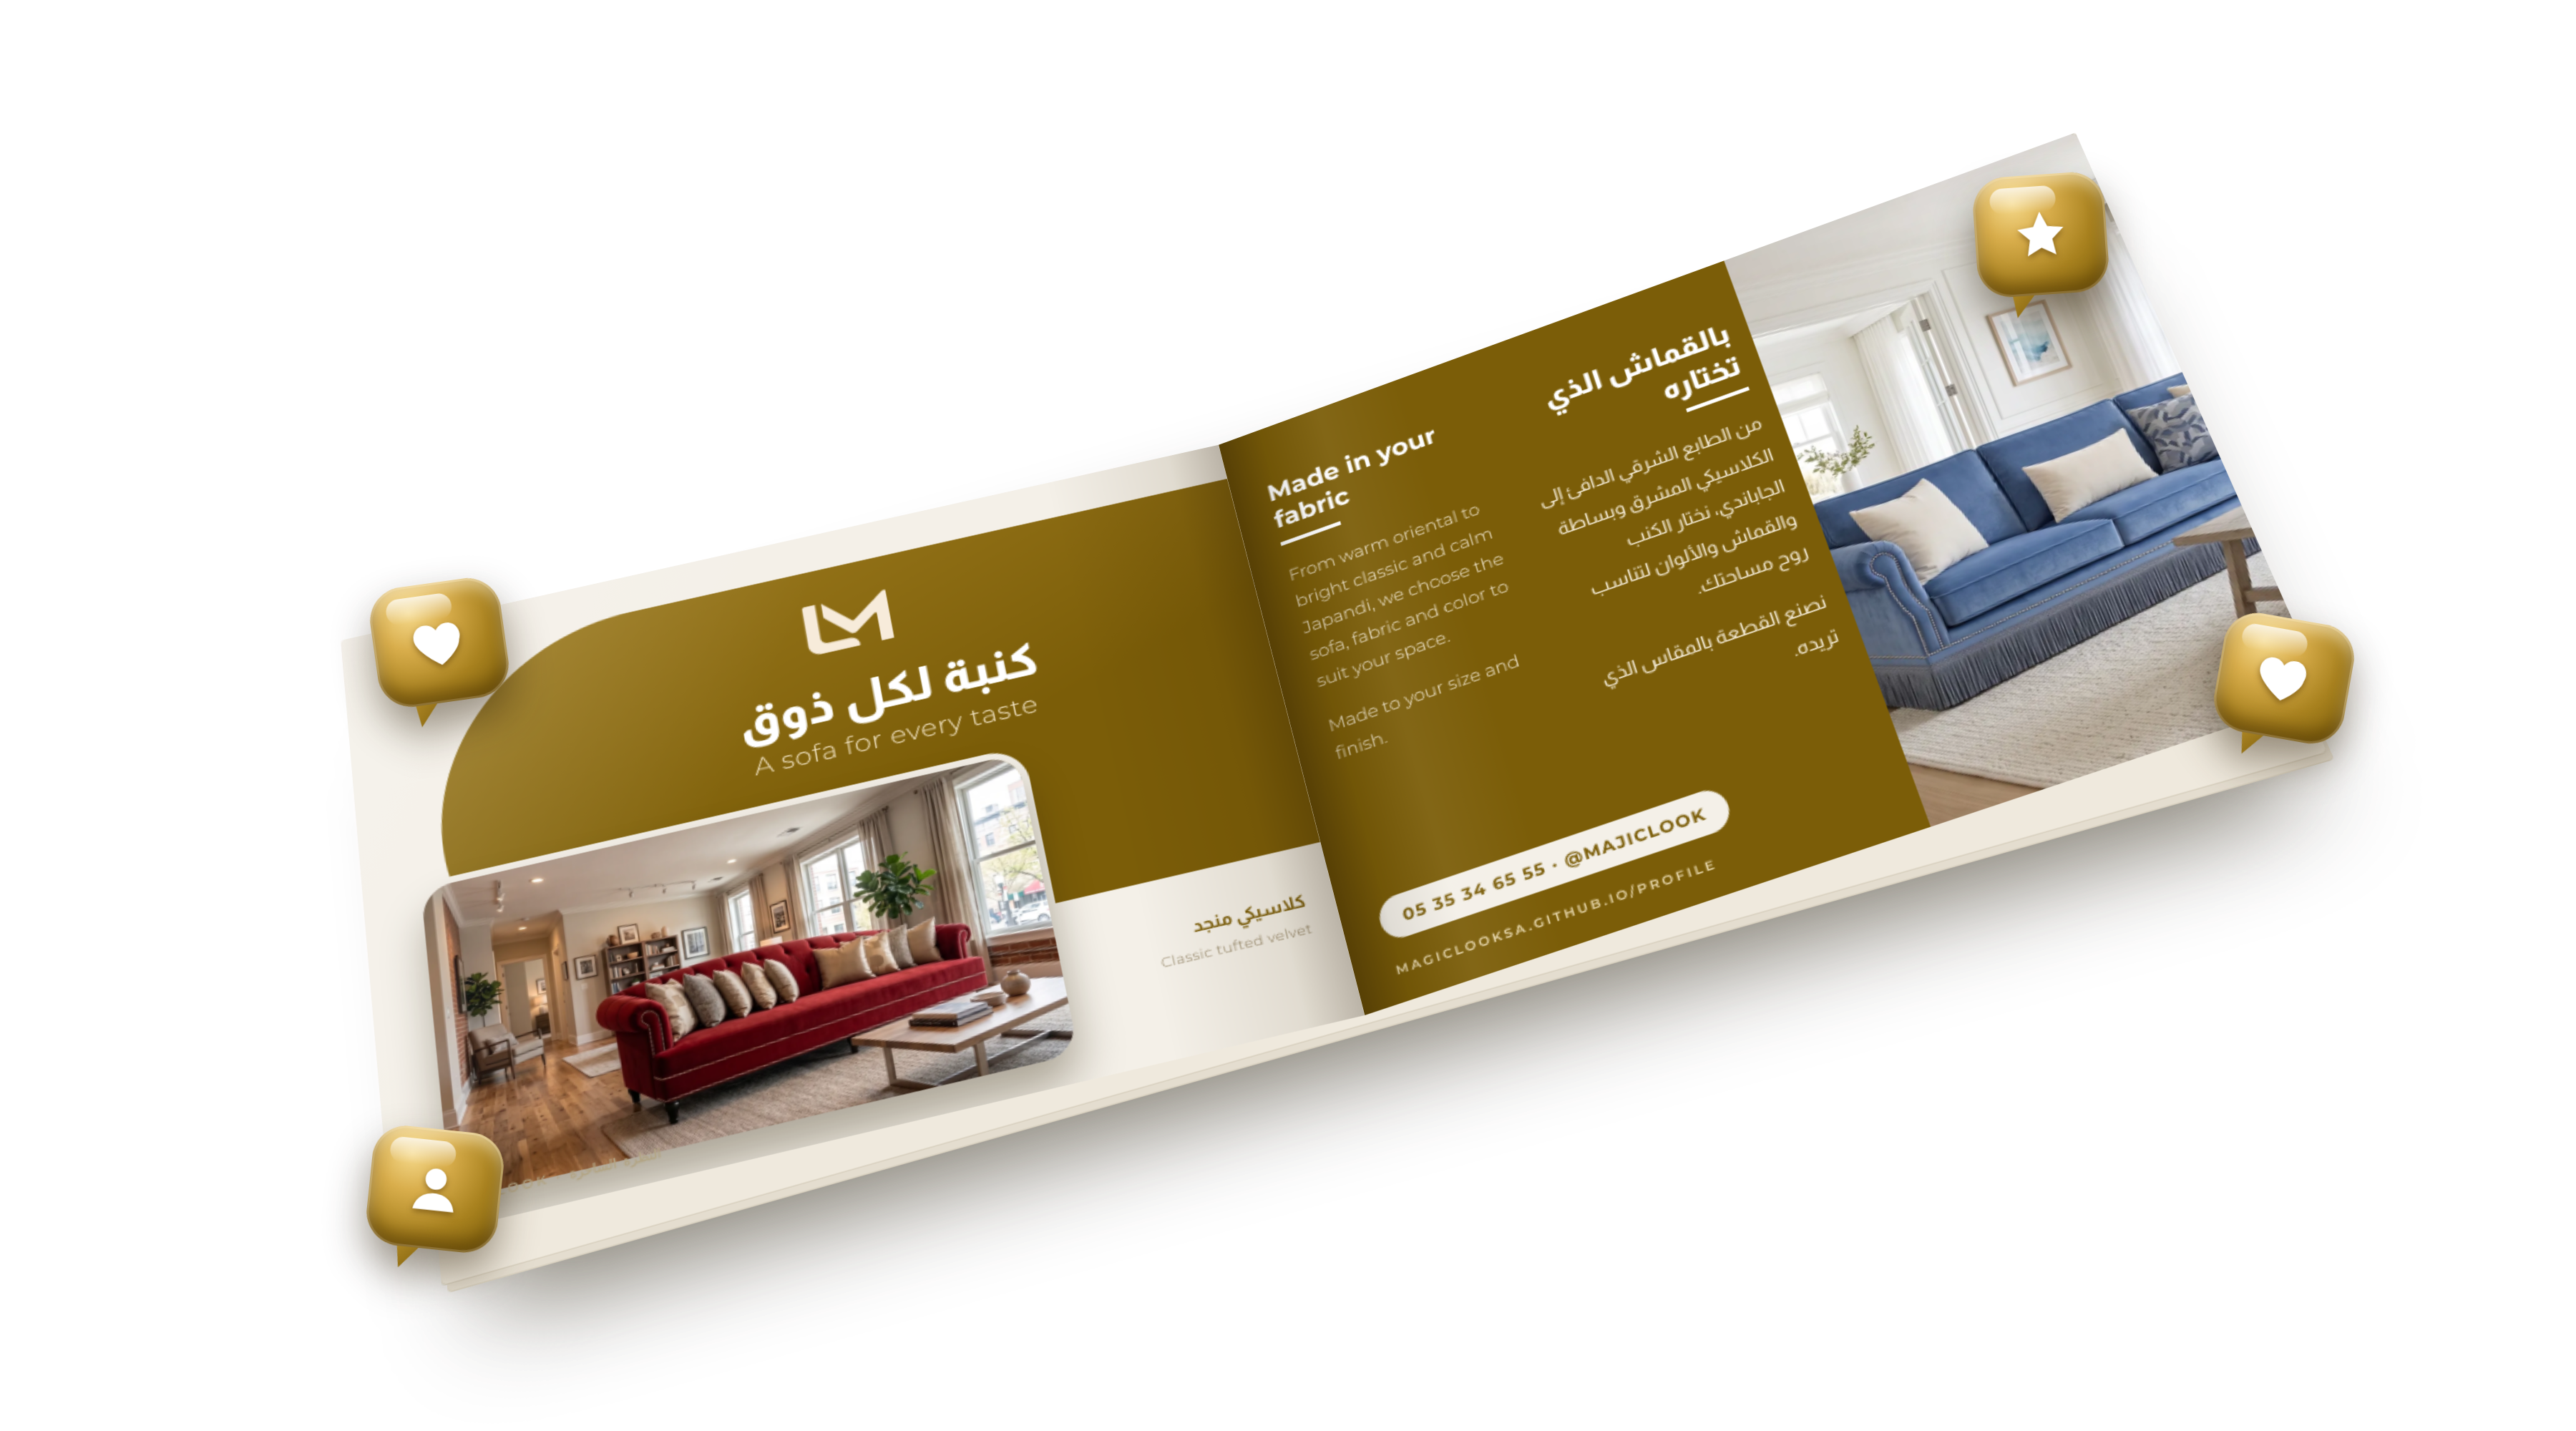 كنبة لكل ذوق
A sofa for every taste
كلاسيكي منجد
Classic tufted velvet
Made in your
fabric
From warm oriental to
bright classic and calm
Japandi, we choose the
sofa, fabric and color to
suit your space.
Made to your size and
finish.
بالقماش الذي
تختاره
من الطابع الشرقي الدافئ إلى
الكلاسيكي المشرق وبساطة
الجاباندي، نختار الكنب
والقماش والألوان لتناسب
روح مساحتك.
نصنع القطعة بالمقاس الذي
تريده.
05 35 34 65 55 · @MAJICLOOK
MAGICLOOKSA.GITHUB.IO/PROFILE